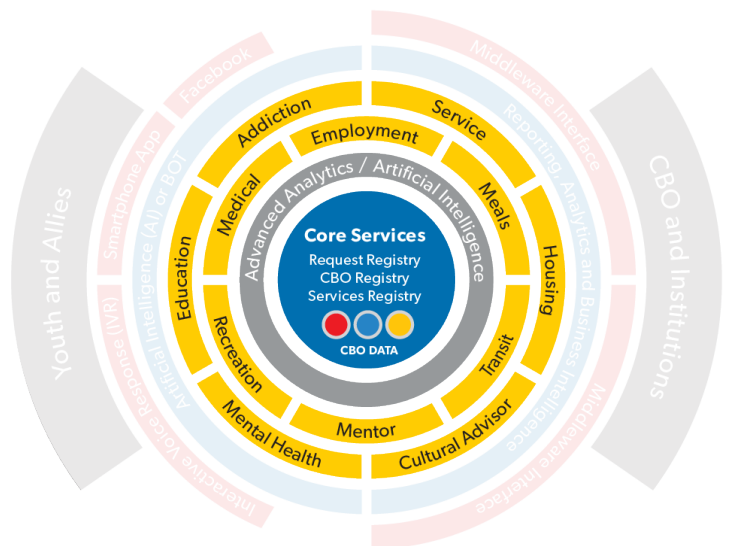 Facebook
Middleware Interface
Addiction
Service
Employment
Reporting, Analytics and Business Intelligence
Smartphone App
Artificial Intelligence (AI) or BOT
Medical
Advanced Analytics / Artificial Intelligence
Meals
Youth and Allies
Education
Core Services
Request Registry
CBO Registry
Services Registry
CBO DATA
Housing
CBO and Institutions
Interactive Voice Response (IVR)
Recreation
Transit
Middleware Interface
Mental Health
Mentor
Cultural Advisor